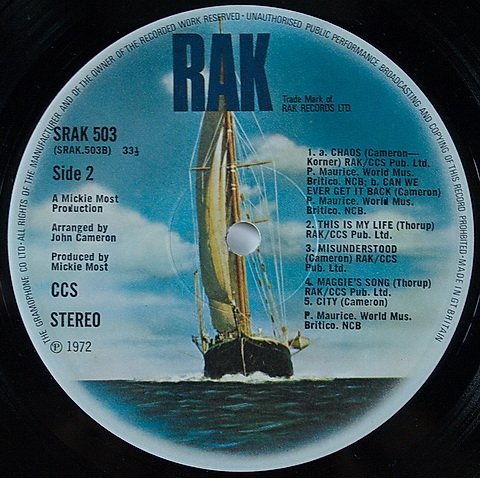 THE GRAMOPHONE CO LTD · ALL RIGHTS OF THE MANUFACTURER AND OF THE OWNER OF THE RECORDED WORK RESERVED · UNAUTHORISED PUBLIC PERFORMANCE BROADCASTING AND COPYING OF THIS RECORD PROHIBITED · MADE IN GT BRITAIN
RAK
Trade Mark of
RAK RECORDS LTD.
SRAK 503
(SRAK.503B) 33⅓
Side 2
A Mickie Most
Production
Arranged by
John Cameron
Produced by
Mickie Most
CCS
STEREO
Ⓟ 1972
1. a. CHAOS (Cameron—
Korner) RAK/CCS Pub. Ltd.
P. Maurice. World Mus.
Britico. NCB; b. CAN WE
EVER GET IT BACK (Cameron)
P. Maurice. World Mus.
Britico. NCB.
2. THIS IS MY LIFE (Thorup)
RAK/CCS Pub. Ltd.
3. MISUNDERSTOOD
(Cameron) RAK/CCS
Pub. Ltd.
4. MAGGIE'S SONG (Thorup)
RAK/CCS Pub. Ltd.
5. CITY (Cameron)
P. Maurice. World Mus.
Britico. NCB